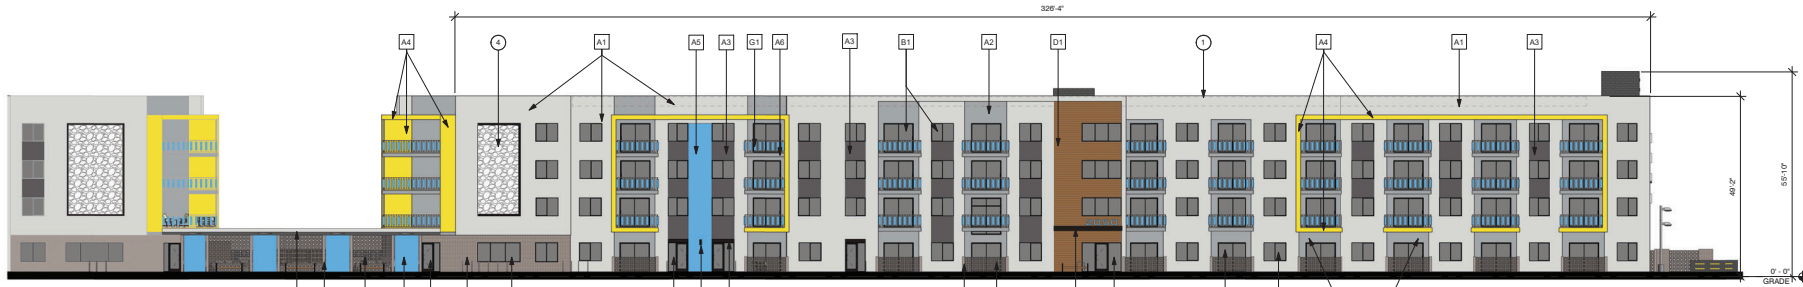 326'-4"
A4 4 A1 A5 A3 G1 A6 A3 B1 A2 D1 1 A4 A1 A3
49'-2"
55'-10"
0' - 0"
GRADE